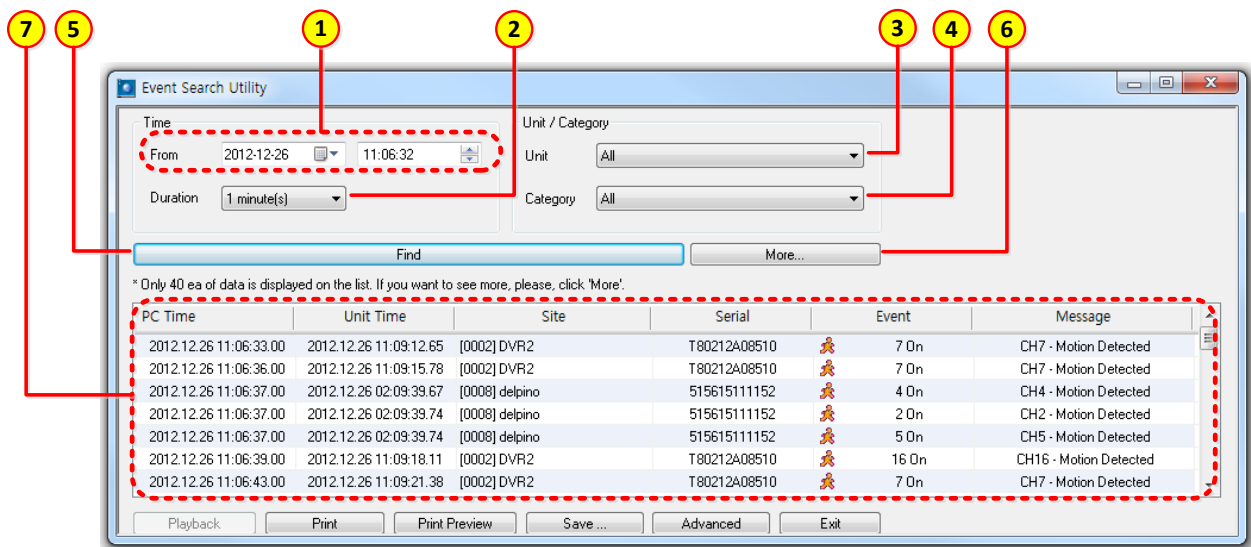 7 5 1 2 3 4 6
Event Search Utility
Time
From 2012-12-26 11:06:32
Duration 1 minute(s)
Unit / Category
Unit All
Category All
Find More...
* Only 40 ea of data is displayed on the list. If you want to see more, please, click 'More'.
PC Time Unit Time Site Serial Event Message
2012.12.26 11:06:33.00 2012.12.26 11:09:12.65 [0002] DVR2 T80212A08510 7 On CH7 - Motion Detected
2012.12.26 11:06:36.00 2012.12.26 11:09:15.78 [0002] DVR2 T80212A08510 7 On CH7 - Motion Detected
2012.12.26 11:06:37.00 2012.12.26 02:09:39.67 [0008] delpino 515615111152 4 On CH4 - Motion Detected
2012.12.26 11:06:37.00 2012.12.26 02:09:39.74 [0008] delpino 515615111152 2 On CH2 - Motion Detected
2012.12.26 11:06:37.00 2012.12.26 02:09:39.74 [0008] delpino 515615111152 5 On CH5 - Motion Detected
2012.12.26 11:06:39.00 2012.12.26 11:09:18.11 [0002] DVR2 T80212A08510 16 On CH16 - Motion Detected
2012.12.26 11:06:43.00 2012.12.26 11:09:21.38 [0002] DVR2 T80212A08510 7 On CH7 - Motion Detected
Playback Print Print Preview Save ... Advanced Exit